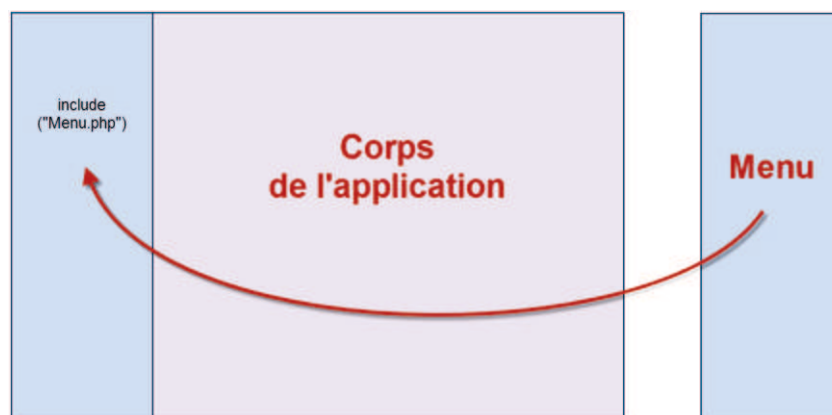 include
("Menu.php")
Corps
de l'application
Menu